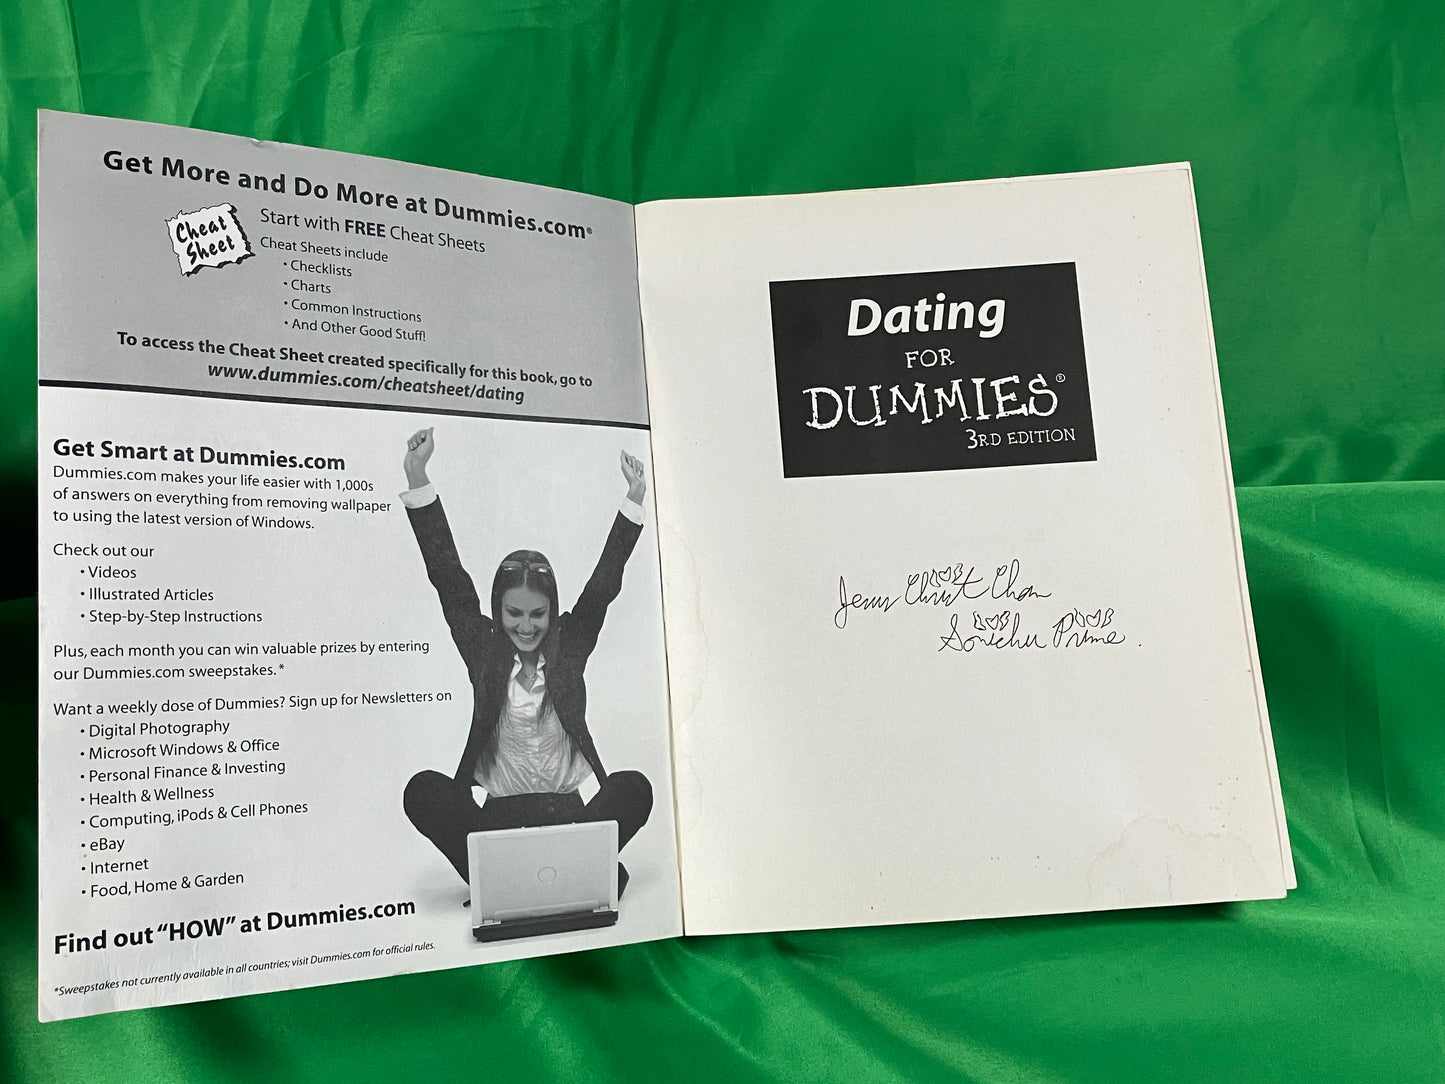 Get More and Do More at Dummies.com®
Cheat
Sheet
Start with FREE Cheat Sheets
Cheat Sheets include
• Checklists
• Charts
• Common Instructions
• And Other Good Stuff!
To access the Cheat Sheet created specifically for this book, go to
www.dummies.com/cheatsheet/dating
Get Smart at Dummies.com
Dummies.com makes your life easier with 1,000s
of answers on everything from removing wallpaper
to using the latest version of Windows.
Check out our
• Videos
• Illustrated Articles
• Step-by-Step Instructions
Plus, each month you can win valuable prizes by entering
our Dummies.com sweepstakes.*
Want a weekly dose of Dummies? Sign up for Newsletters on
• Digital Photography
• Microsoft Windows & Office
• Personal Finance & Investing
• Health & Wellness
• Computing, iPods & Cell Phones
• eBay
• Internet
• Food, Home & Garden
Find out “HOW” at Dummies.com
*Sweepstakes not currently available in all countries; visit Dummies.com for official rules.
Dating
FOR
DUMMIES®
3RD EDITION
Jesus Christ Chan
Sonichu Prime.